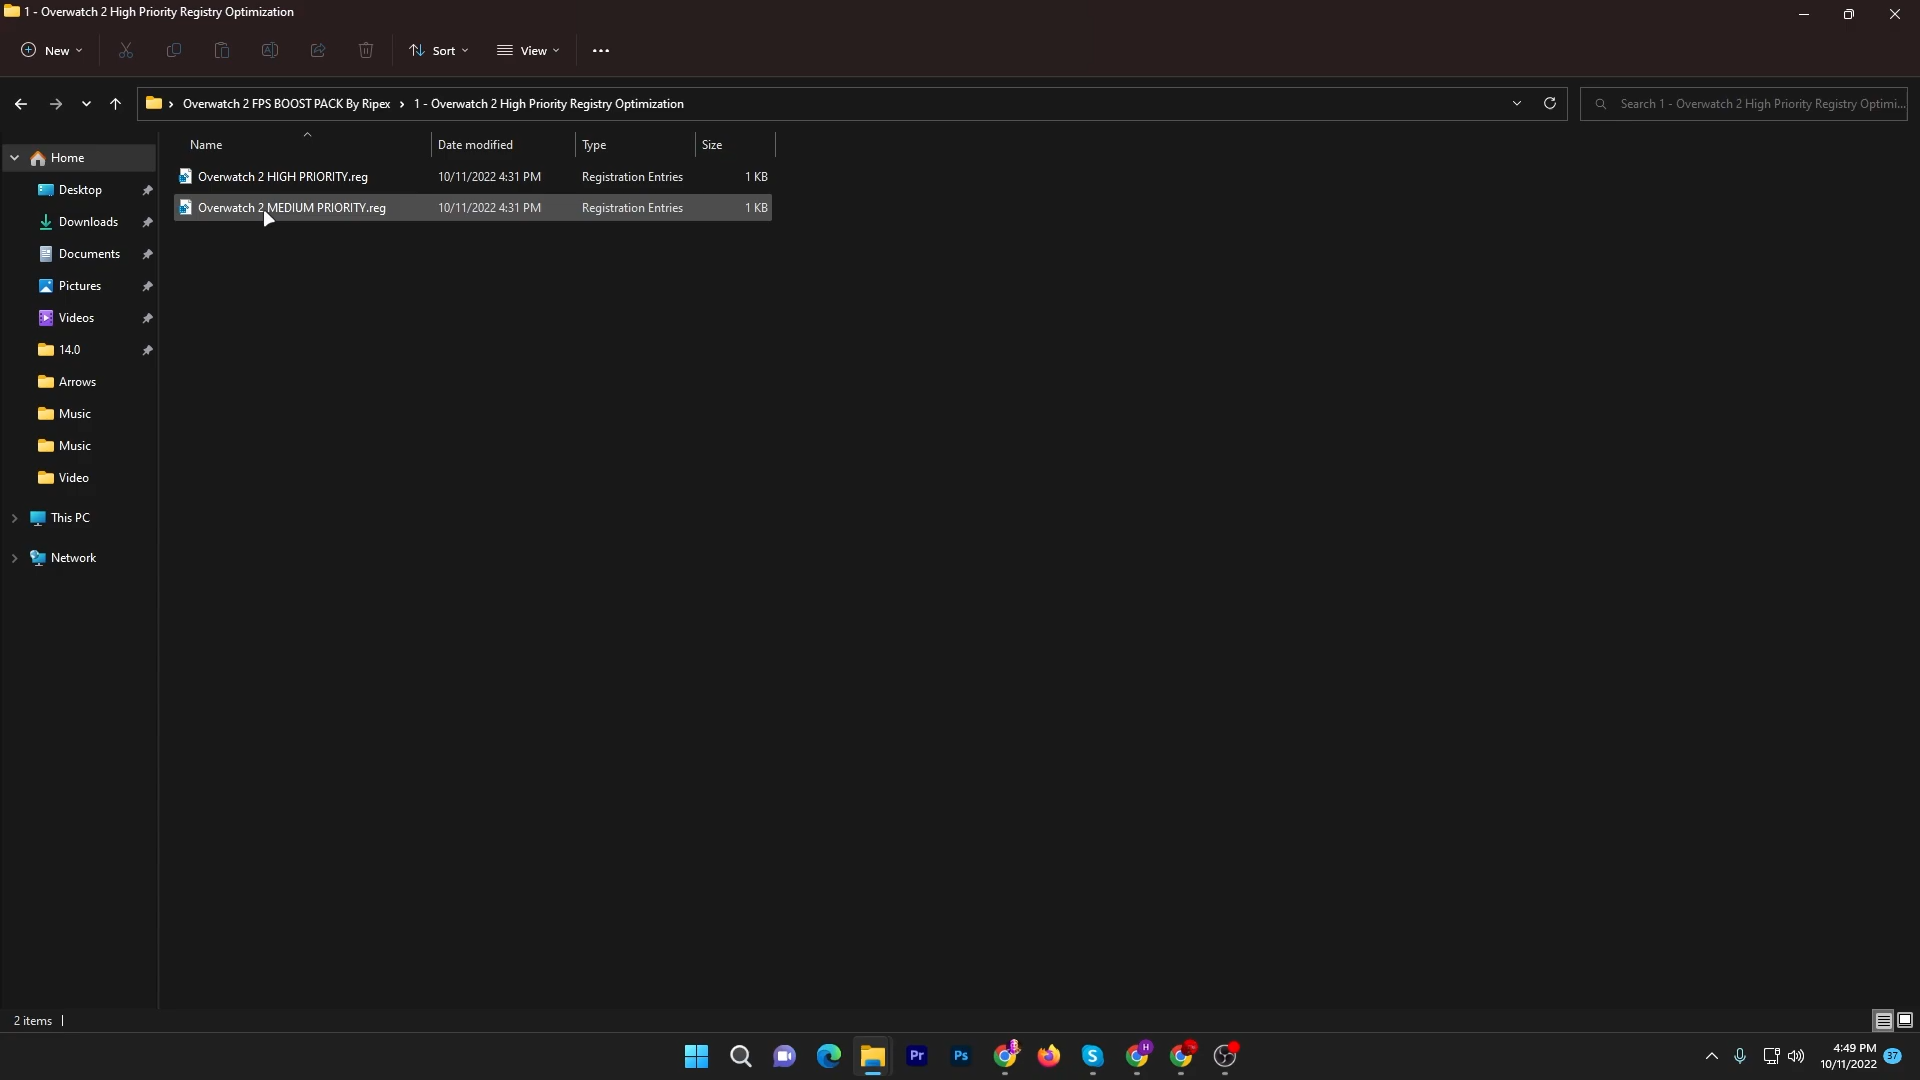 1 - Overwatch 2 High Priority Registry Optimization
New
Sort
View
Overwatch 2 FPS BOOST PACK By Ripex
1 - Overwatch 2 High Priority Registry Optimization
Search 1 - Overwatch 2 High Priority Registry Optimi...
Name Date modified Type Size
Home
Overwatch 2 HIGH PRIORITY.reg 10/11/2022 4:31 PM Registration Entries 1 KB
Desktop
Overwatch 2 MEDIUM PRIORITY.reg 10/11/2022 4:31 PM Registration Entries 1 KB
Downloads
Documents
Pictures
Videos
14.0
Arrows
Music
Music
Video
This PC
Network
2 items
Pr
Ps
S
H
4:49 PM
10/11/2022
37